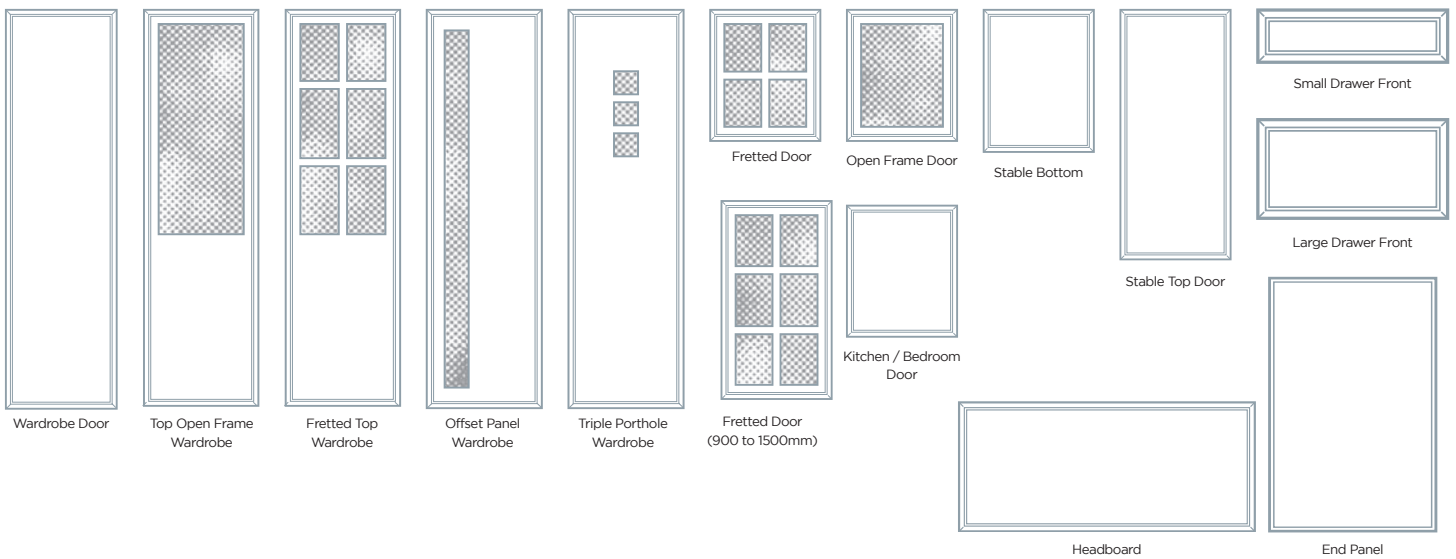 Wardrobe Door
Top Open Frame
Wardrobe
Fretted Top
Wardrobe
Offset Panel
Wardrobe
Triple Porthole
Wardrobe
Fretted Door
Fretted Door
(900 to 1500mm)
Open Frame Door
Kitchen / Bedroom
Door
Stable Bottom
Stable Top Door
Small Drawer Front
Large Drawer Front
Headboard
End Panel